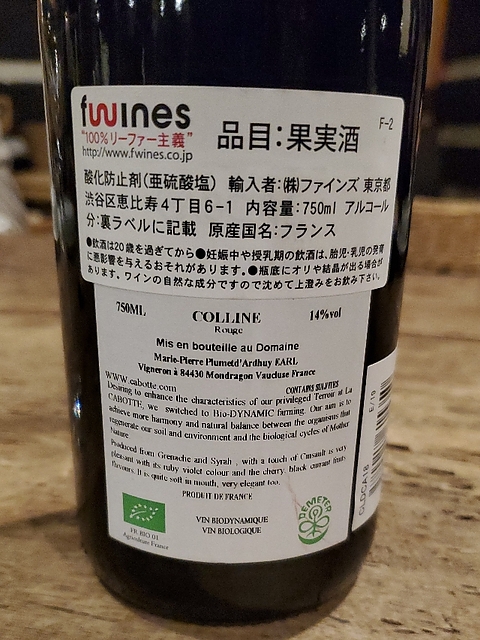 fwines
"100%リーファー主義"
http://www.fwines.co.jp
品目:果実酒
F-2
酸化防止剤(亜硫酸塩) 輸入者:㈱ファインズ 東京都
渋谷区恵比寿4丁目6-1 内容量:750ml アルコール
分:裏ラベルに記載 原産国名:フランス
●飲酒は20歳を過ぎてから●妊娠中や授乳期の飲酒は、胎児・乳児の発育
に悪影響を与えるおそれがあります。●瓶底にオリや結晶が出る場合が
あります。ワインの自然な成分ですので沈めて上澄みをお飲み下さい。
750ML
COLLINE
14%vol
Rouge
Mis en bouteille au Domaine
Marie-Pierre Plumetd'Ardhuy EARL
Vigneron à 84430 Mondragon Vaucluse France
www.cabotte.com
CONTAINS SULFITES
Desiring to enhance the characteristics of our privileged Terroir at La
CABOTTE, we switched to Bio-DYNAMIC farming. Our aim is to
achieve more harmony and natural balance between the organisms that
regenerate our soil and environment and the biological cycles of Mother
Nature
Produced from Grenache and Syrah, with a touch of Cinsault is very
pleasant with its ruby violet colour and the cherry, black currant fruity
flavours. It is quite soft in mouth, very elegant too.
PRODUIT DE FRANCE
FR BIO 01
Agriculture France
VIN BIODYNAMIQUE
VIN BIOLOGIQUE
DEMETER
E/19